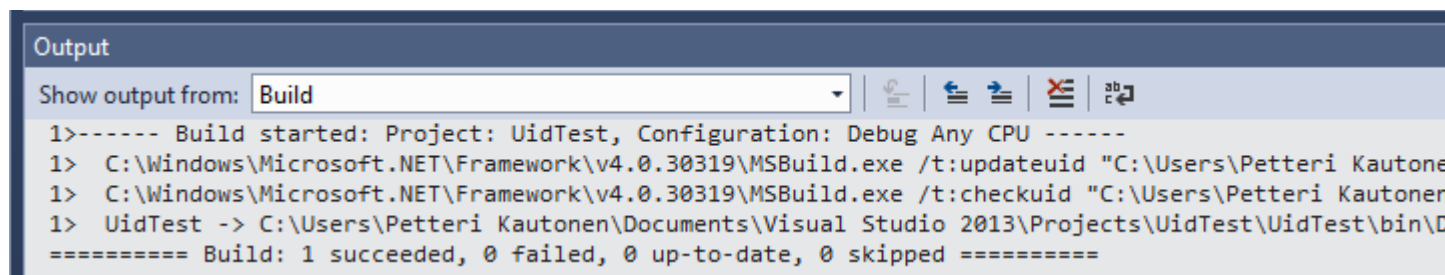 Output
Show output from: Build
1>------ Build started: Project: UidTest, Configuration: Debug Any CPU ------
1>  C:\Windows\Microsoft.NET\Framework\v4.0.30319\MSBuild.exe /t:updateuid "C:\Users\Petteri Kautone
1>  C:\Windows\Microsoft.NET\Framework\v4.0.30319\MSBuild.exe /t:checkuid "C:\Users\Petteri Kautonen
1>  UidTest -> C:\Users\Petteri Kautonen\Documents\Visual Studio 2013\Projects\UidTest\UidTest\bin\D
========== Build: 1 succeeded, 0 failed, 0 up-to-date, 0 skipped ==========